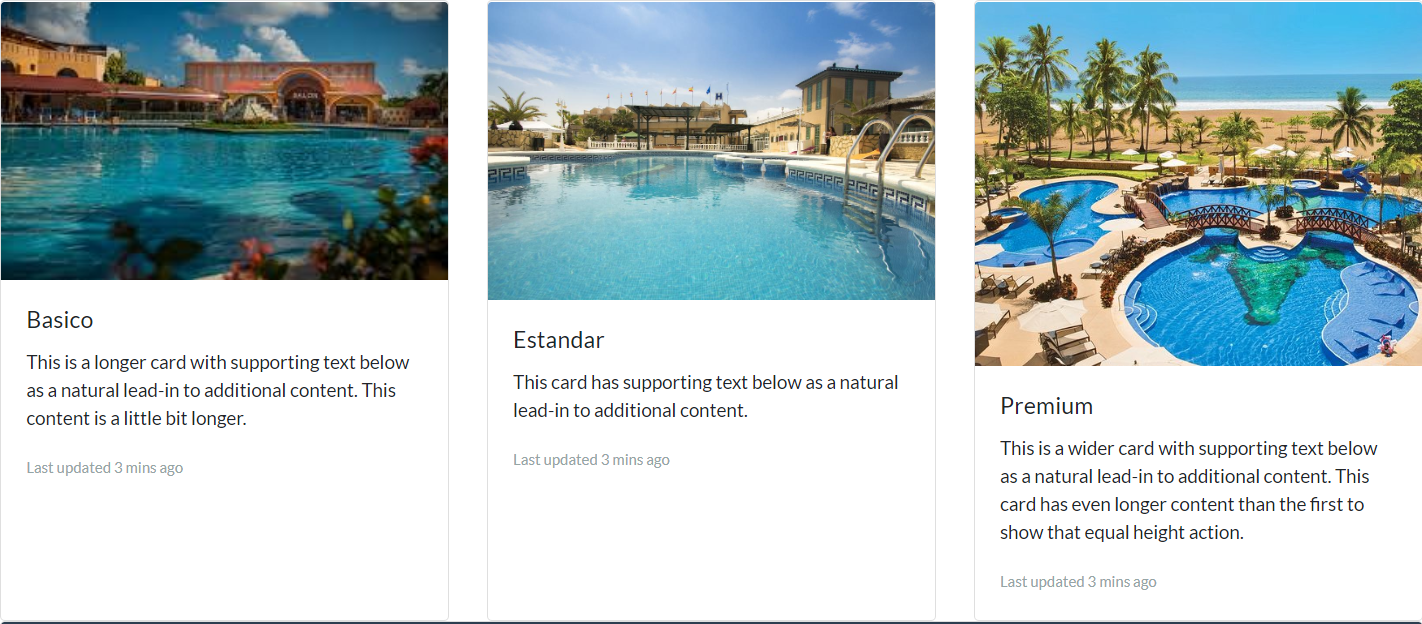 Basico
This is a longer card with supporting text below
as a natural lead-in to additional content. This
content is a little bit longer.
Last updated 3 mins ago
Estandar
This card has supporting text below as a natural
lead-in to additional content.
Last updated 3 mins ago
Premium
This is a wider card with supporting text below
as a natural lead-in to additional content. This
card has even longer content than the first to
show that equal height action.
Last updated 3 mins ago